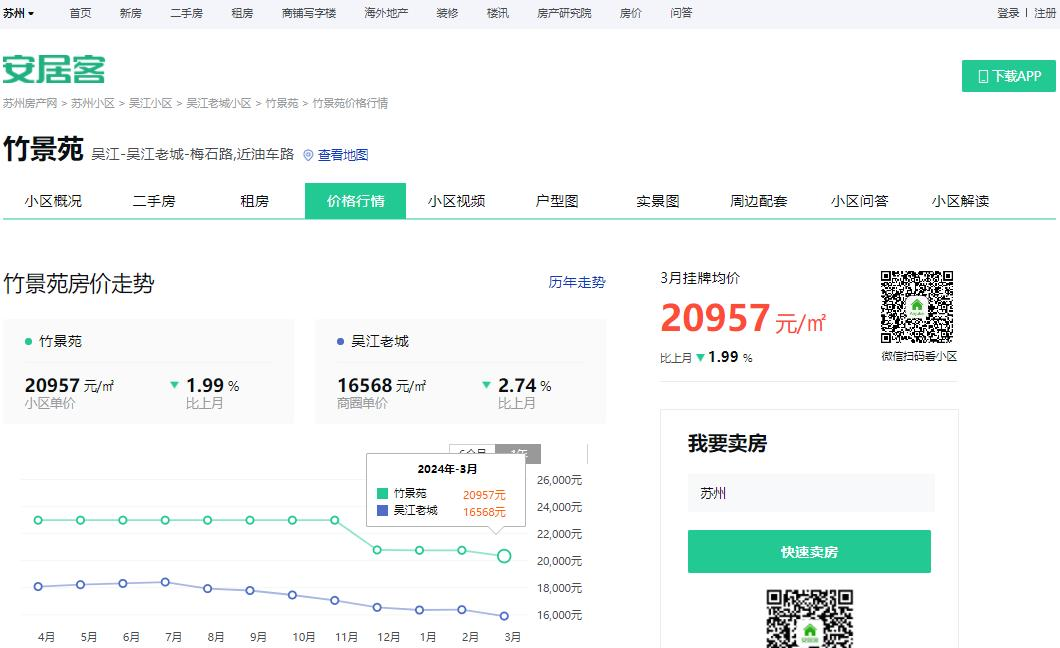 苏州 首页 新房 二手房 租房 商铺写字楼 海外地产 装修 楼讯 房产研究院 房价 问答 登录 | 注册
安居客
下载APP
苏州房产网 > 苏州小区 > 吴江小区 > 吴江老城小区 > 竹景苑 > 竹景苑价格行情
竹景苑 吴江-吴江老城-梅石路,近油车路 查看地图
小区概况 二手房 租房 价格行情 小区视频 户型图 实景图 周边配套 小区问答 小区解读
竹景苑房价走势 历年走势
竹景苑
20957 元/㎡ 1.99 %
小区单价 比上月
吴江老城
16568 元/㎡ 2.74 %
商圈单价 比上月
2024年-3月
竹景苑 20957元
吴江老城 16568元
26,000元
24,000元
22,000元
20,000元
18,000元
16,000元
4月 5月 6月 7月 8月 9月 10月 11月 12月 1月 2月 3月
3月挂牌均价
20957 元/㎡
比上月 1.99 %
微信扫码看小区
我要卖房
苏州
快速卖房